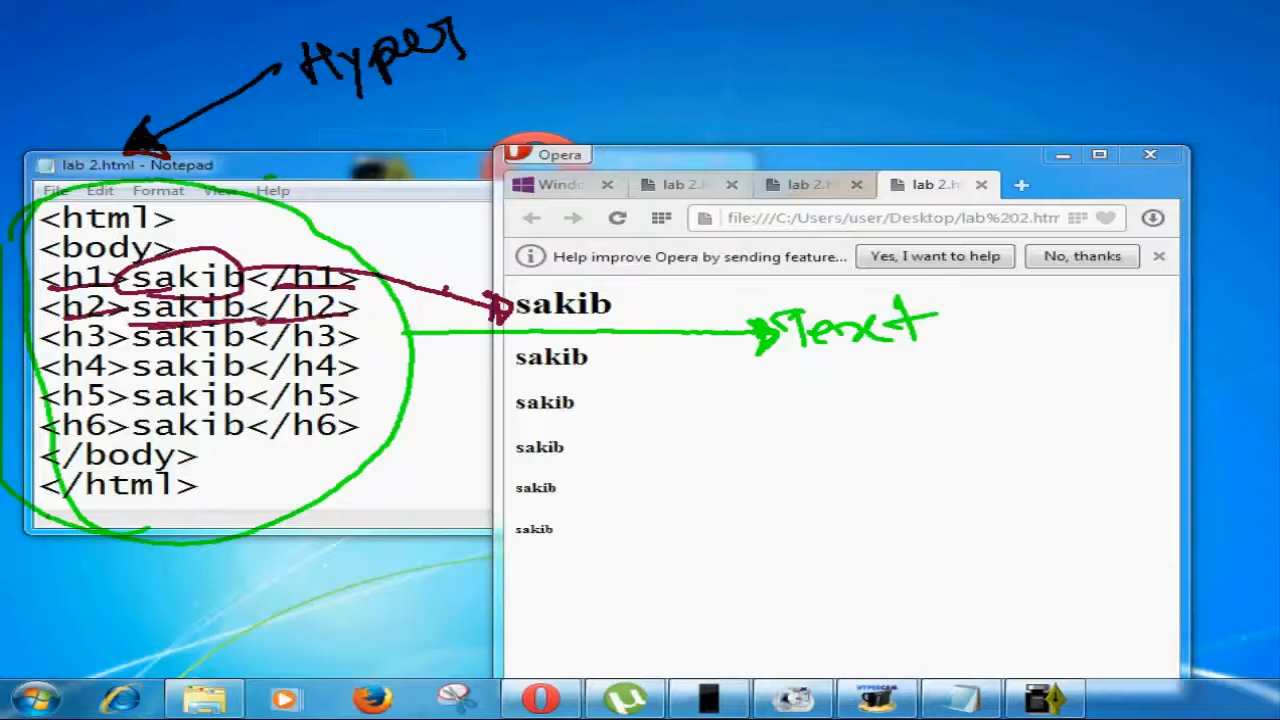 Hyper
lab 2.html - Notepad
File Edit Format View Help
<html>
<body>
<h1>sakib</h1>
<h2>sakib</h2>
<h3>sakib</h3>
<h4>sakib</h4>
<h5>sakib</h5>
<h6>sakib</h6>
</body>
</html>
Opera
Windo lab 2.h lab 2.h lab 2.h
file:///C:/Users/user/Desktop/lab%202.htm
Help improve Opera by sending feature... Yes, I want to help No, thanks
sakib
Text
sakib
sakib
sakib
sakib
sakib
HYPERCAM